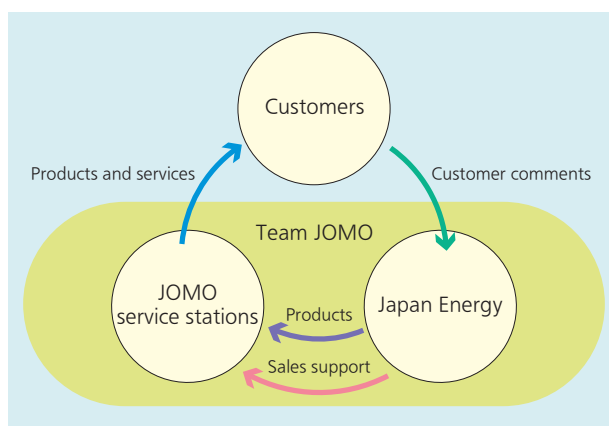 Customers
Products and services
Customer comments
Team JOMO
JOMO
service stations
Products
Japan Energy
Sales support